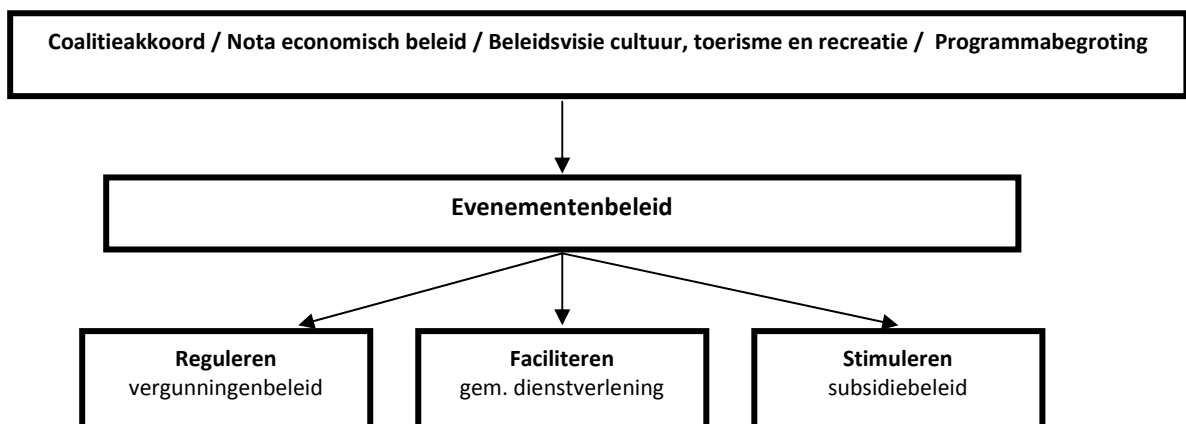 Coalitieakkoord / Nota economisch beleid / Beleidsvisie cultuur, toerisme en recreatie / Programmabegroting
Evenementenbeleid
Reguleren
vergunningenbeleid
Faciliteren
gem. dienstverlening
Stimuleren
subsidiebeleid